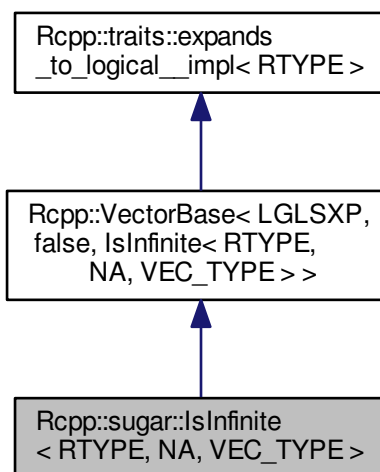 Rcpp::traits::expands
_to_logical__impl< RTYPE >
Rcpp::VectorBase< LGLSXP,
false, IsInfinite< RTYPE,
NA, VEC_TYPE > >
Rcpp::sugar::IsInfinite
< RTYPE, NA, VEC_TYPE >